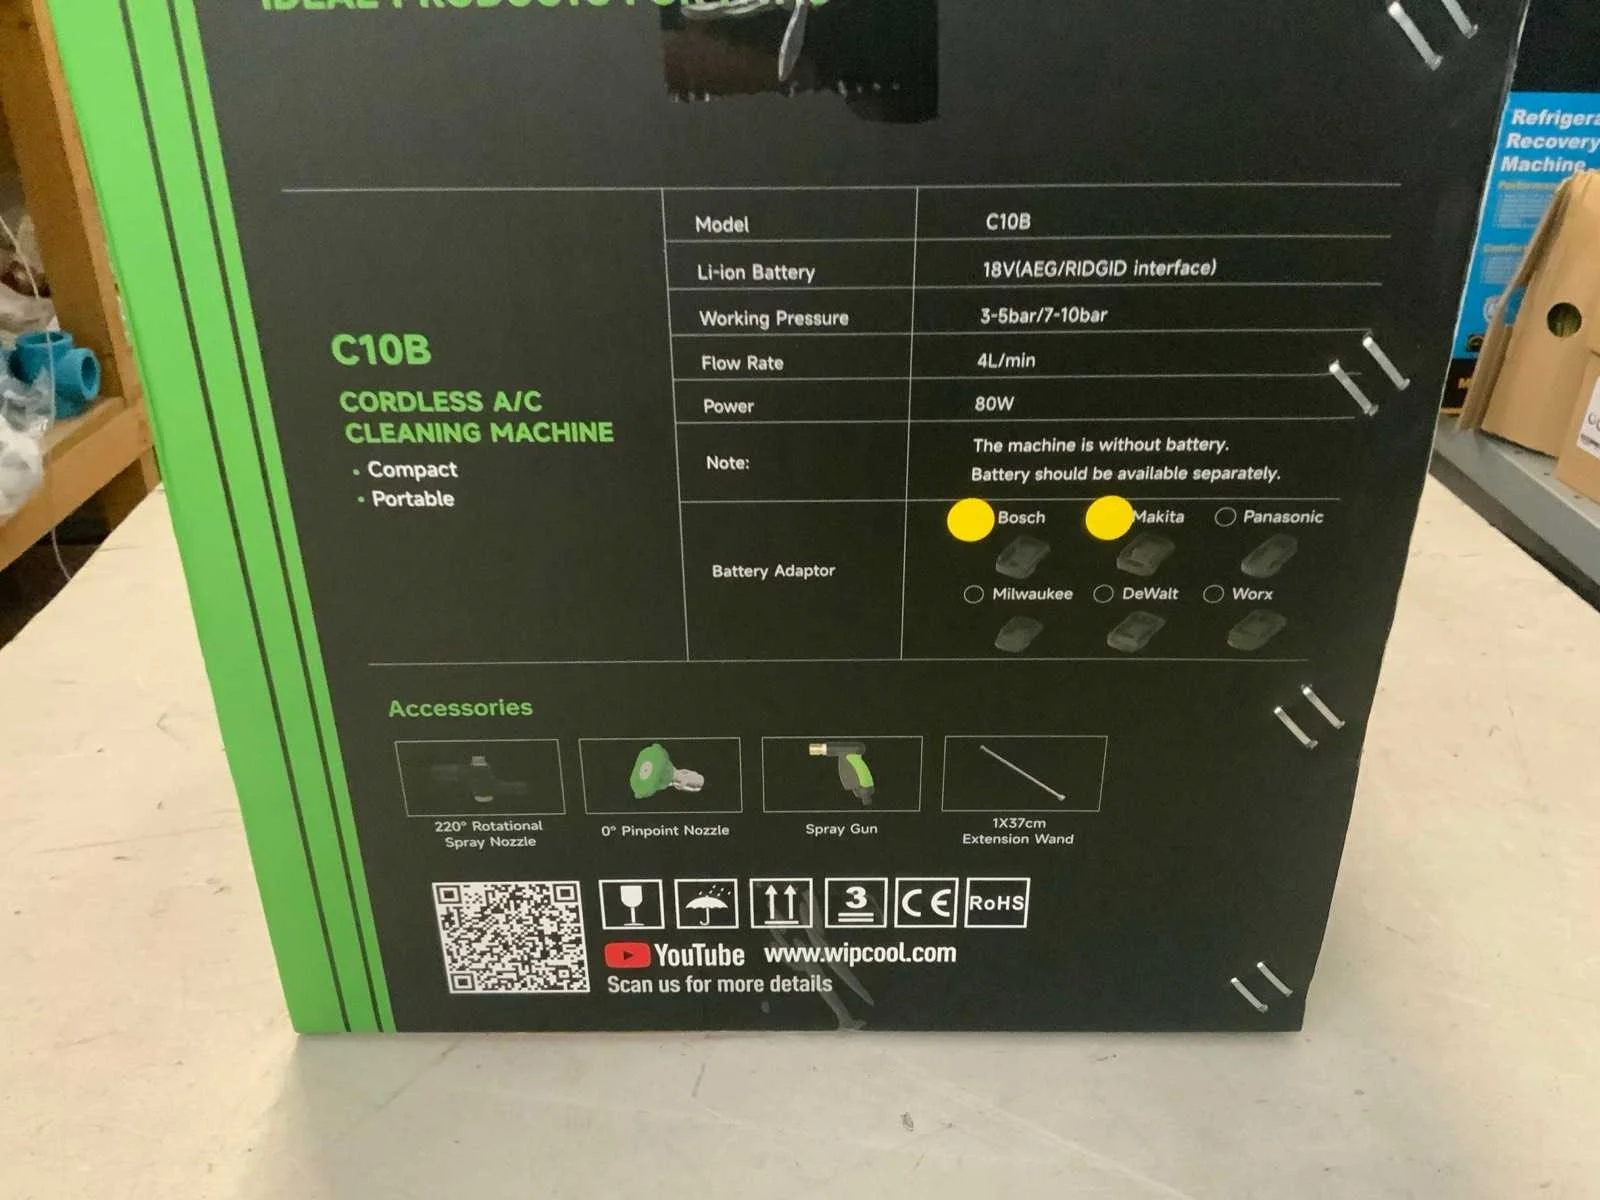 IDEAL PRODUCTS FOR
Refrigera
Recovery
Machine
Model C10B
Li-ion Battery 18V(AEG/RIDGID interface)
Working Pressure 3-5bar/7-10bar
Flow Rate 4L/min
Power 80W
Note: The machine is without battery.
Battery should be available separately.
C10B
CORDLESS A/C
CLEANING MACHINE
• Compact
• Portable
Battery Adaptor
Bosch Makita Panasonic
Milwaukee DeWalt Worx
Accessories
220° Rotational
Spray Nozzle
0° Pinpoint Nozzle
Spray Gun
1X37cm
Extension Wand
3
CE
RoHS
YouTube www.wipcool.com
Scan us for more details